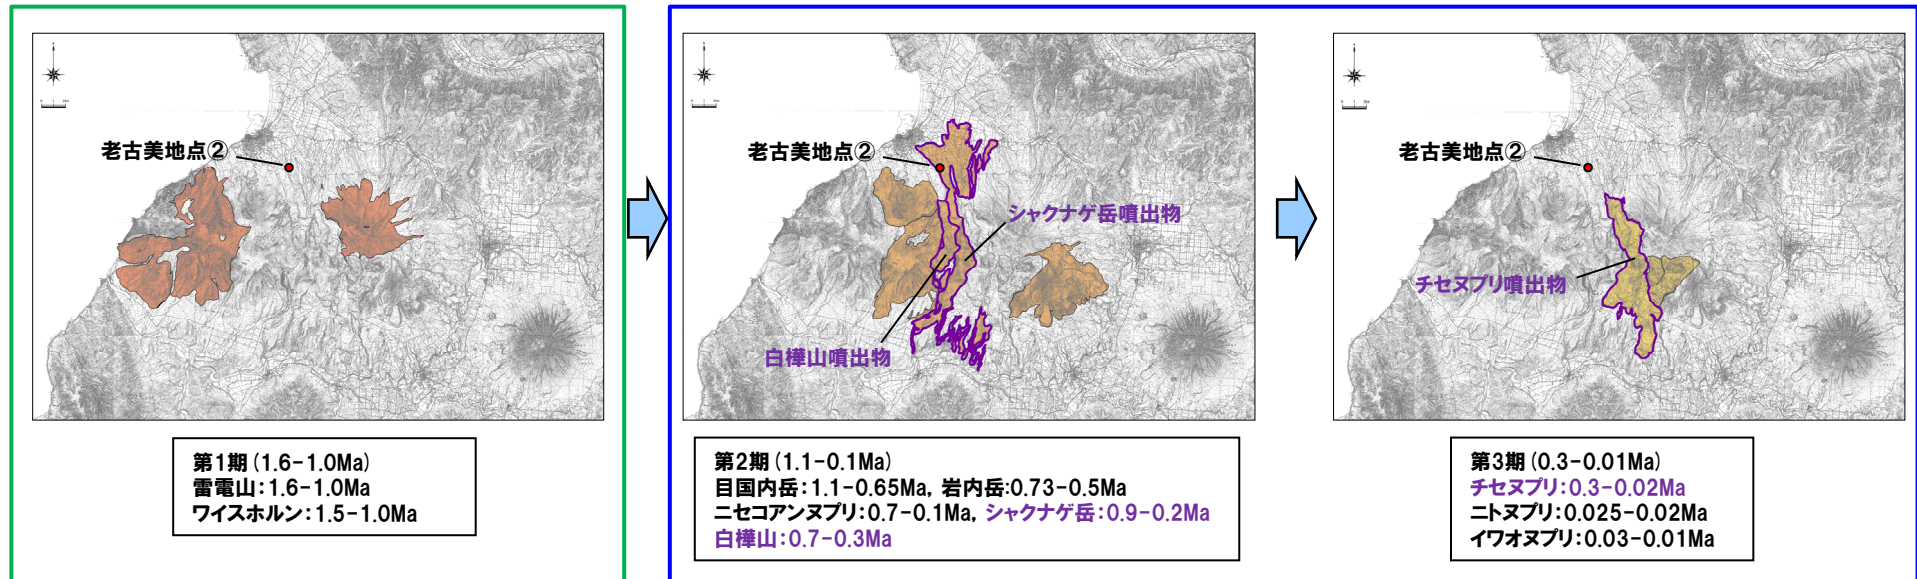 老古美地点②
第1期(1.6-1.0Ma)
雷電山:1.6-1.0Ma
ワイスホルン:1.5-1.0Ma
老古美地点②
シャクナゲ岳噴出物
白樺山噴出物
第2期(1.1-0.1Ma)
目国内岳:1.1-0.65Ma, 岩内岳:0.73-0.5Ma
ニセコアンヌプリ:0.7-0.1Ma, シャクナゲ岳:0.9-0.2Ma
白樺山:0.7-0.3Ma
老古美地点②
チセヌプリ噴出物
第3期(0.3-0.01Ma)
チセヌプリ:0.3-0.02Ma
ニトヌプリ:0.025-0.02Ma
イワオヌプリ:0.03-0.01Ma